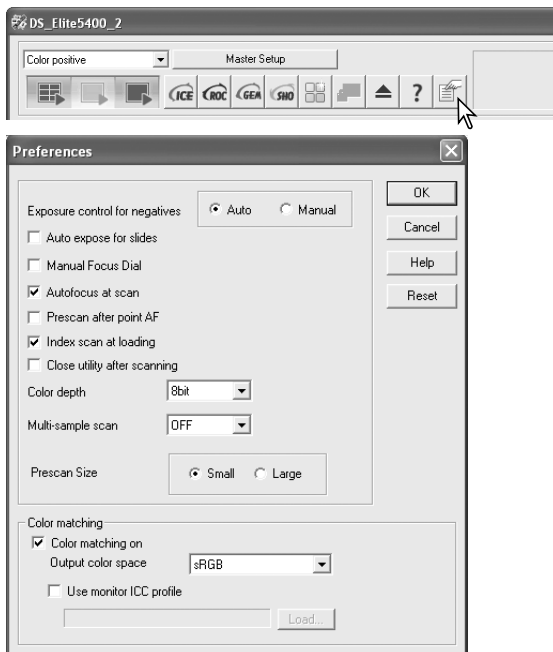 DS_Elite5400_2
Color positive
Master Setup
ICE ROC GEM SHO ?
Preferences
Exposure control for negatives
Auto
Manual
OK
Auto expose for slides
Cancel
Manual Focus Dial
Autofocus at scan
Help
Prescan after point AF
Reset
Index scan at loading
Close utility after scanning
Color depth
8bit
Multi-sample scan
OFF
Prescan Size
Small
Large
Color matching
Color matching on
Output color space
sRGB
Use monitor ICC profile
Load...